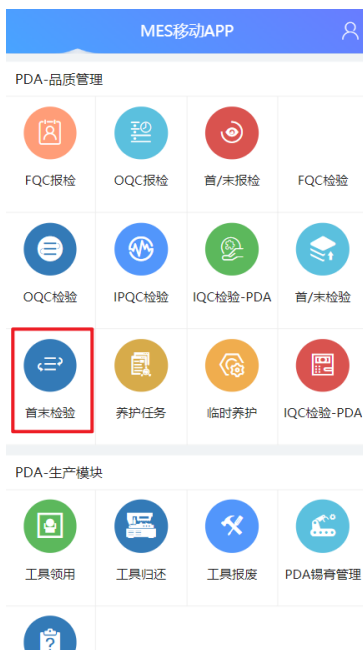 MES移动APP
PDA-品质管理
FQC报检 OQC报检 首/末报检 FQC检验
OQC检验 IPQC检验 IQC检验-PDA 首/末检验
首末检验 养护任务 临时养护 IQC检验-PDA
PDA-生产模块
工具领用 工具归还 工具报废 PDA锡膏管理